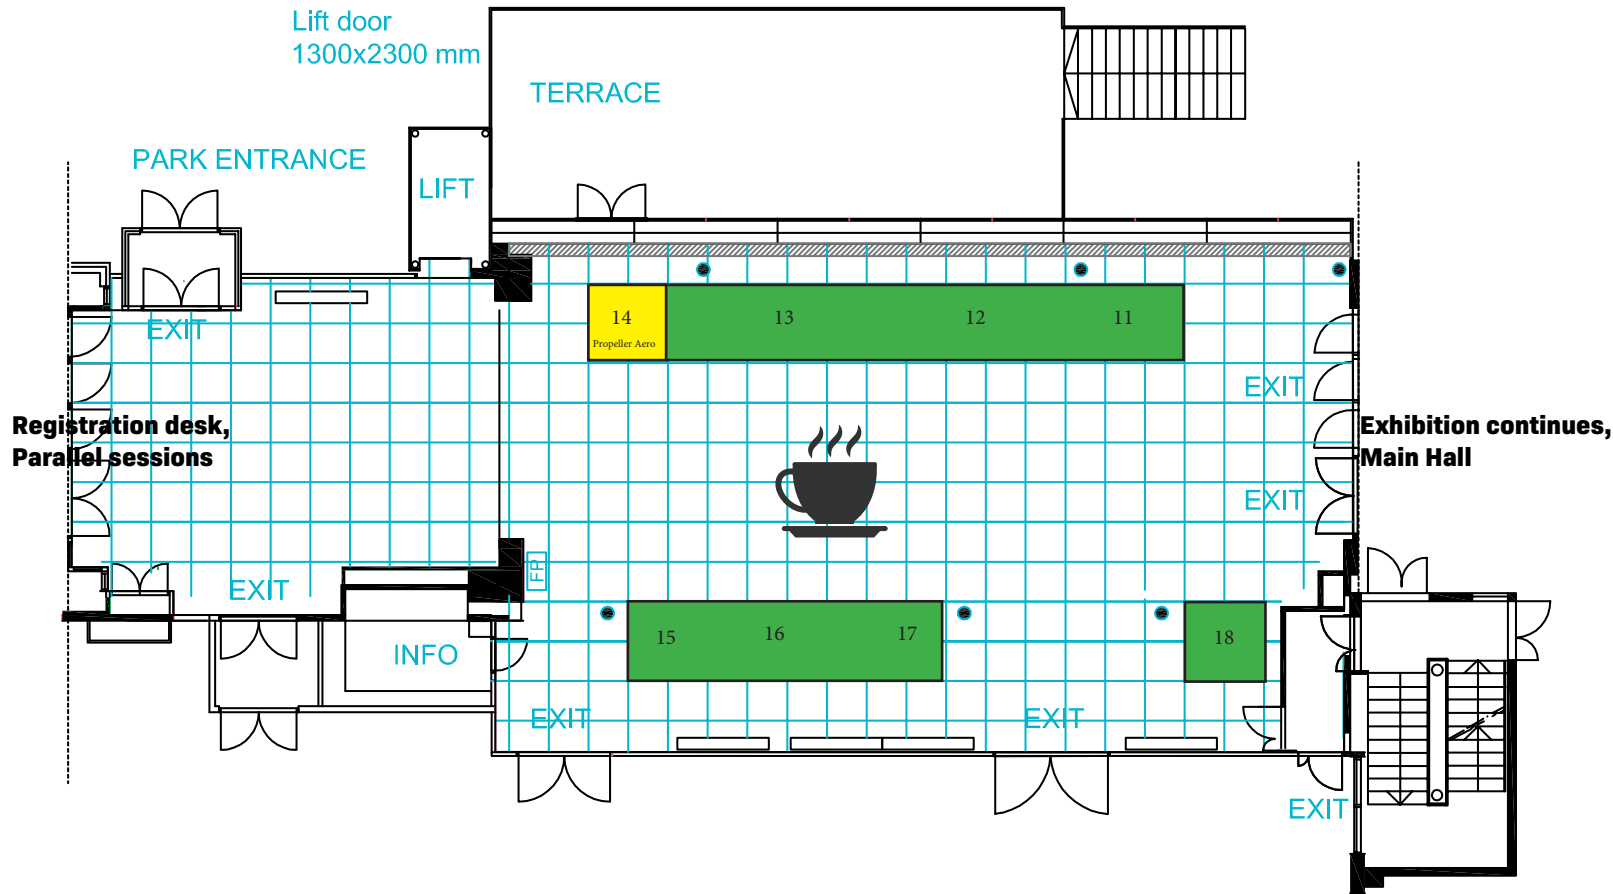 Lift door
1300x2300 mm
TERRACE
PARK ENTRANCE
LIFT
EXIT
14
Propeller Aero
13
12
11
EXIT
Registration desk,
Parallel sessions
Exhibition continues,
Main Hall
EXIT
FP
EXIT
INFO
15
16
17
18
EXIT
EXIT
EXIT